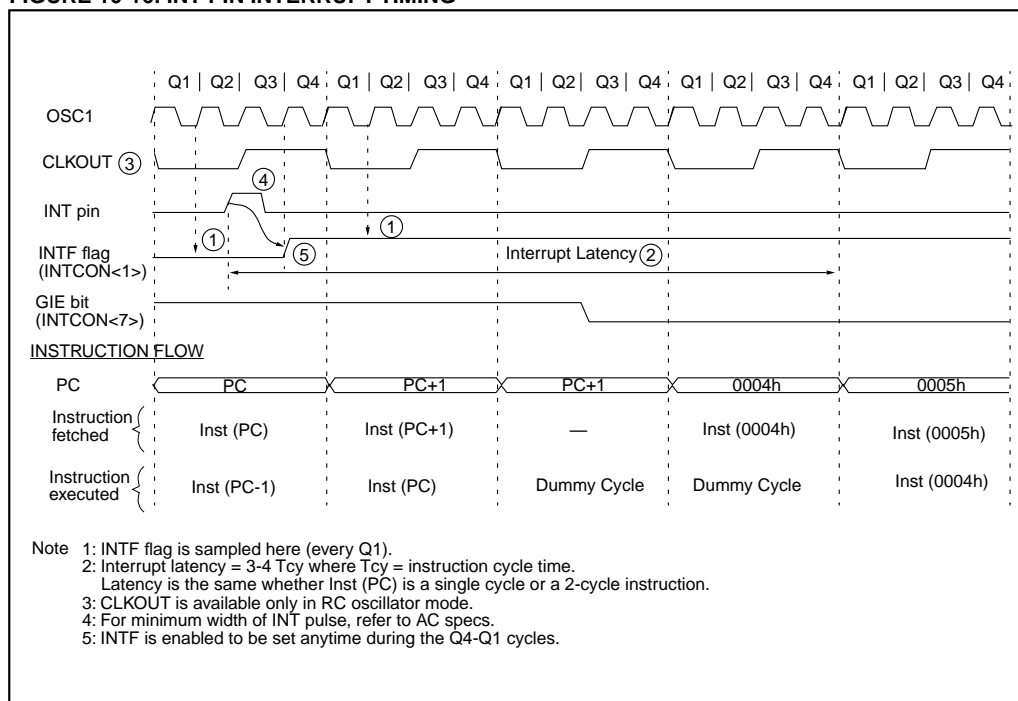 Q1 | Q2 | Q3 | Q4 Q1 | Q2 | Q3 | Q4 Q1 | Q2 | Q3 | Q4 Q1 | Q2 | Q3 | Q4 Q1 | Q2 | Q3 | Q4
OSC1
CLKOUT 3
4
INT pin
1 1
INTF flag
(INTCON<1>)
5 Interrupt Latency 2
GIE bit
(INTCON<7>)
INSTRUCTION FLOW
PC PC PC+1 PC+1 0004h 0005h
Instruction
fetched
Inst (PC) Inst (PC+1) — Inst (0004h) Inst (0005h)
Instruction
executed
Inst (PC-1) Inst (PC) Dummy Cycle Dummy Cycle Inst (0004h)
Note 1: INTF flag is sampled here (every Q1).
2: Interrupt latency = 3-4 Tcy where Tcy = instruction cycle time.
Latency is the same whether Inst (PC) is a single cycle or a 2-cycle instruction.
3: CLKOUT is available only in RC oscillator mode.
4: For minimum width of INT pulse, refer to AC specs.
5: INTF is enabled to be set anytime during the Q4-Q1 cycles.